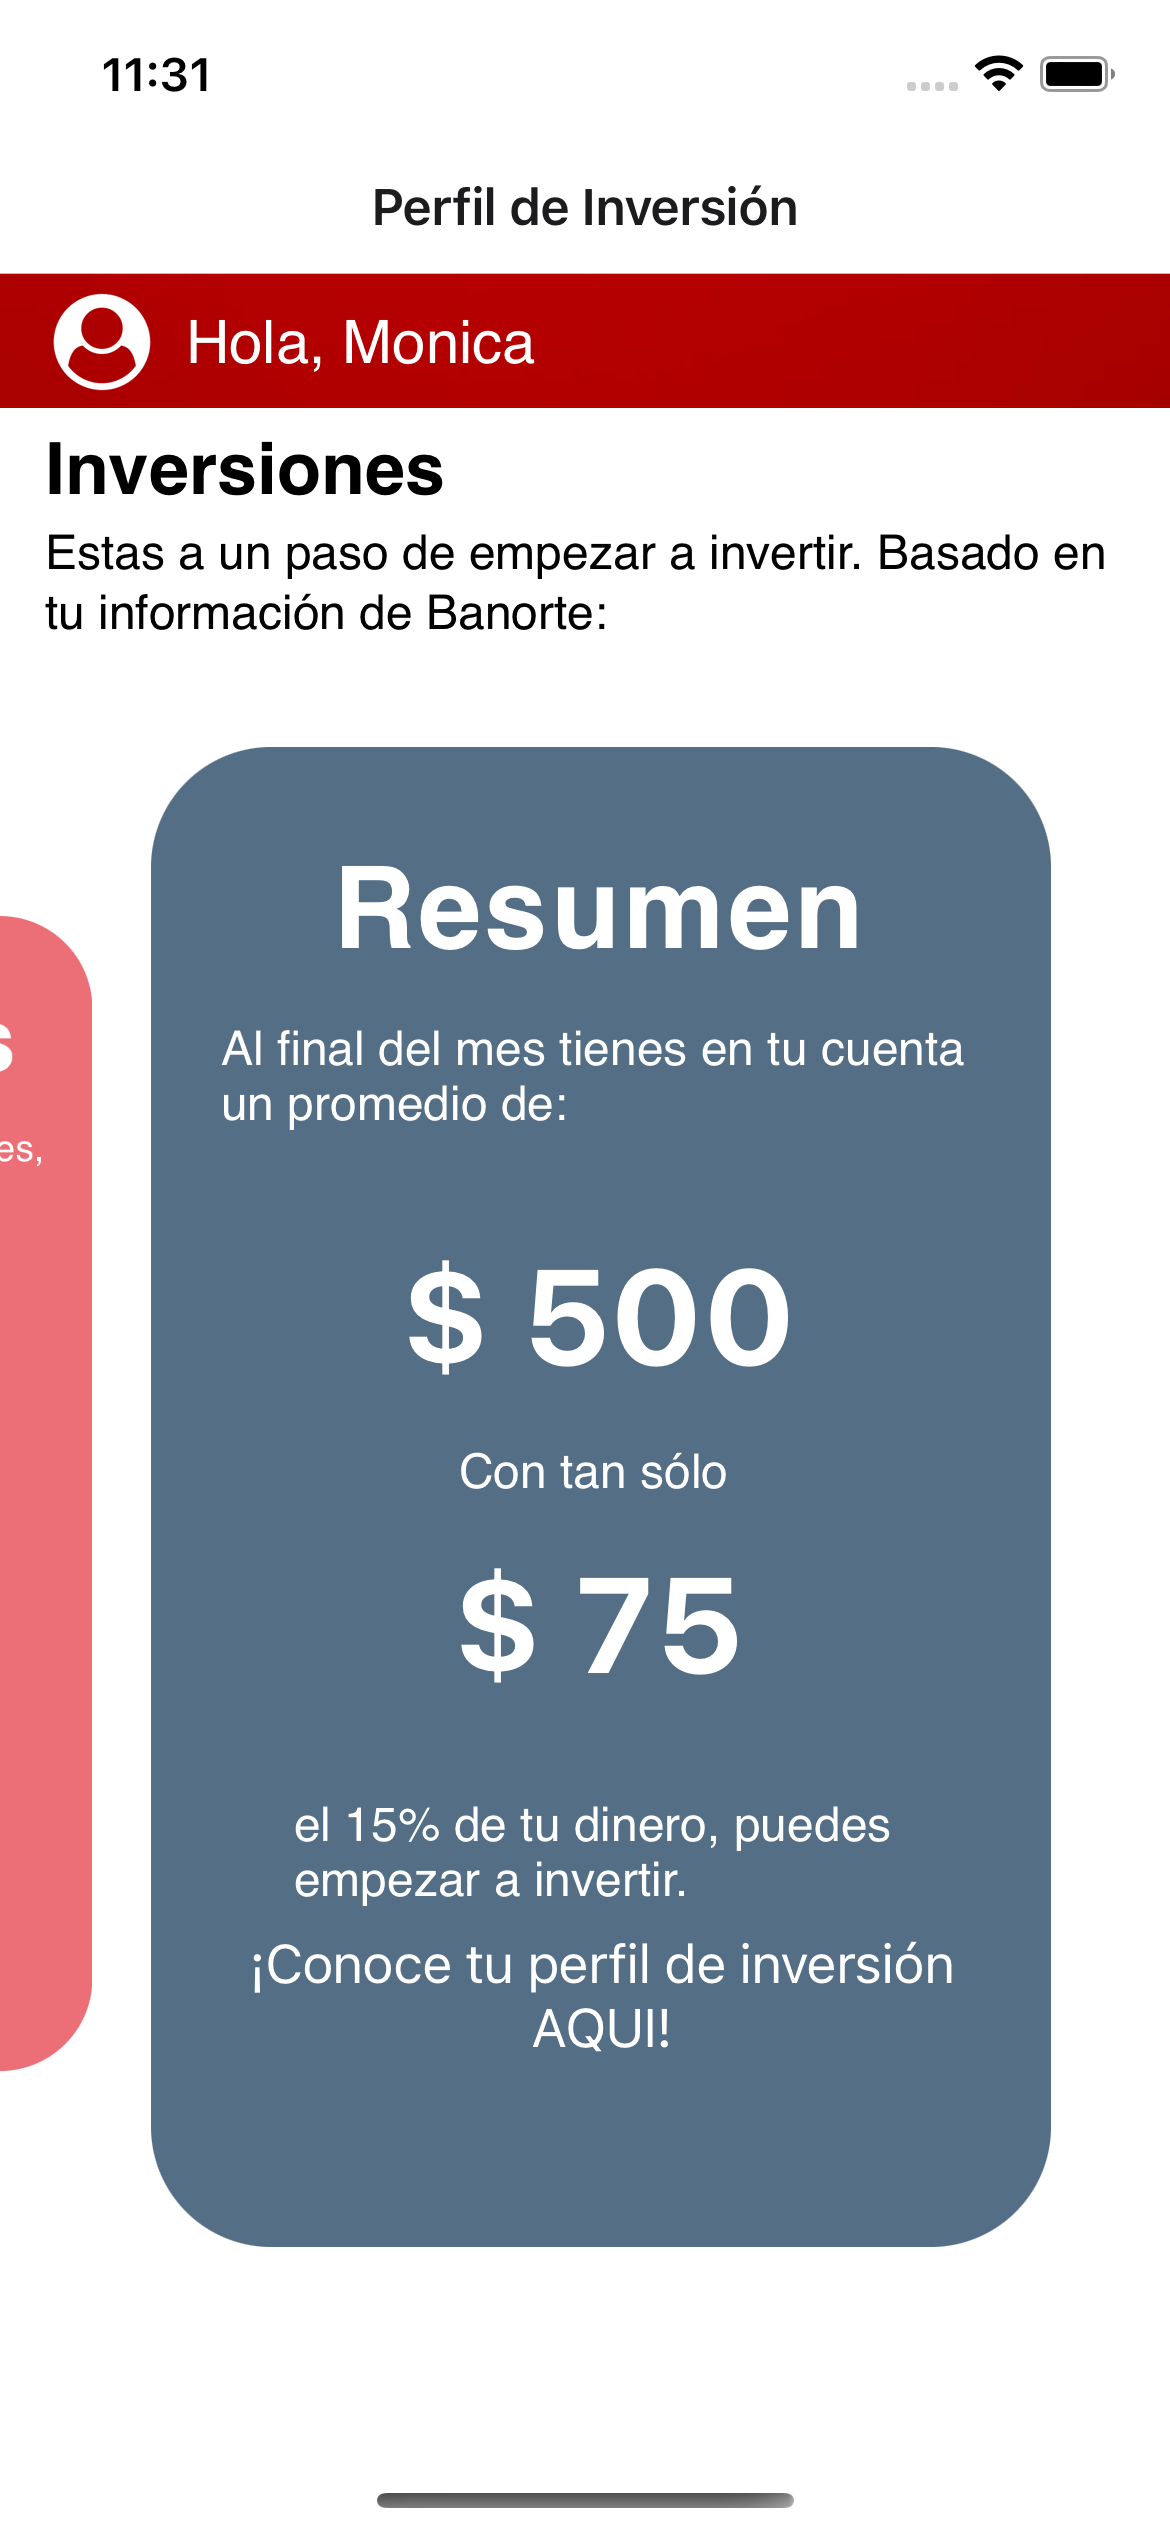 11:31
Perfil de Inversión
Hola, Monica
Inversiones
Estas a un paso de empezar a invertir. Basado en
tu información de Banorte:
Resumen
Al final del mes tienes en tu cuenta
un promedio de:
$ 500
Con tan sólo
$ 75
el 15% de tu dinero, puedes
empezar a invertir.
¡Conoce tu perfil de inversión
AQUI!